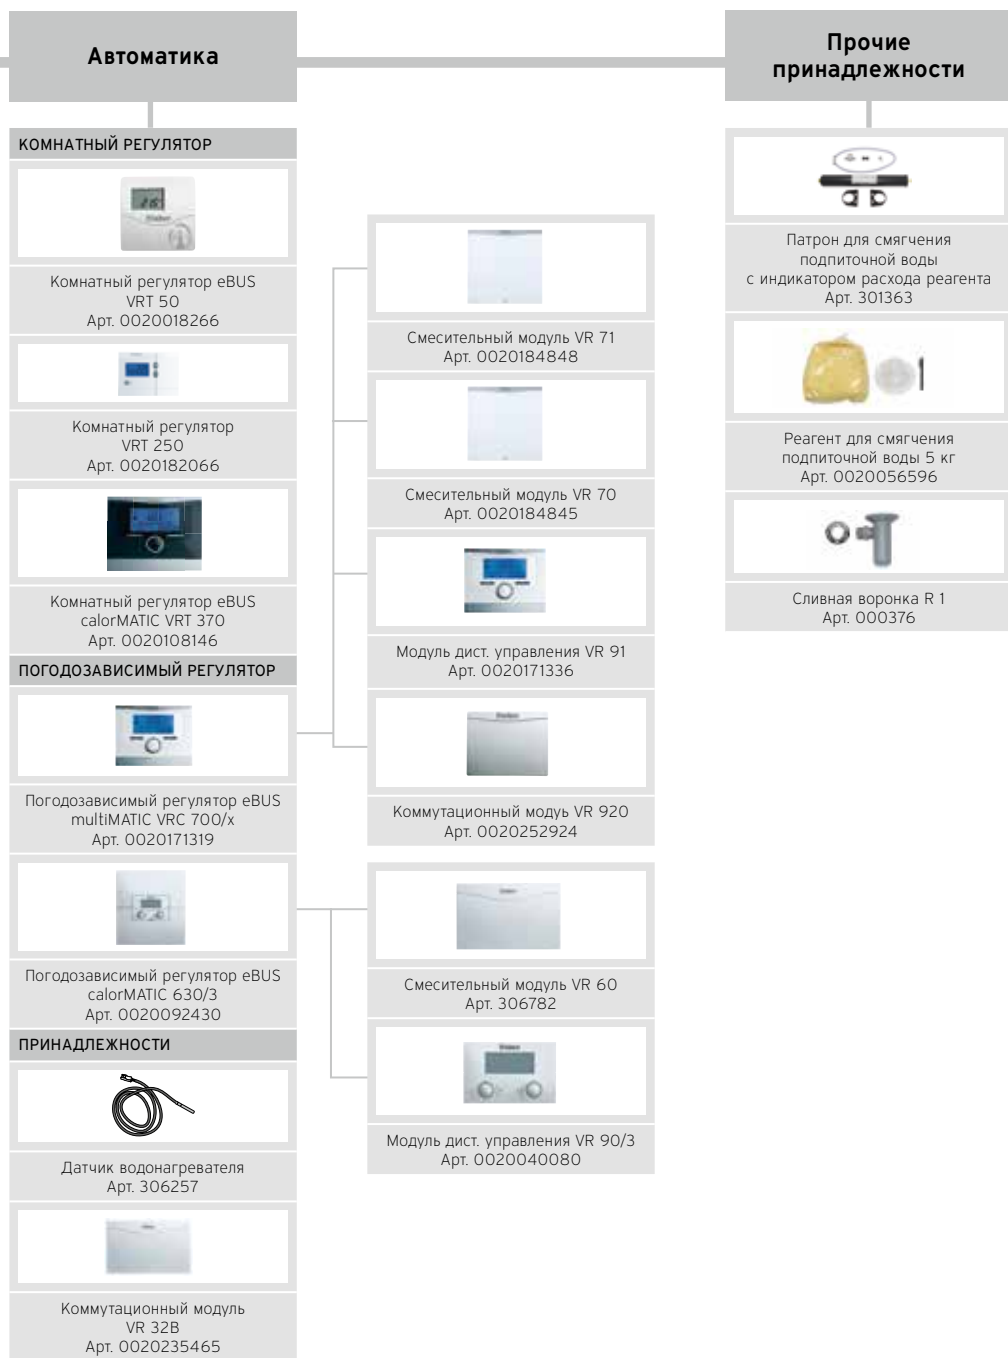 Автоматика
Прочие
принадлежности
КОМНАТНЫЙ РЕГУЛЯТОР
Комнатный регулятор eBUS
VRT 50
Арт. 0020018266
Комнатный регулятор
VRT 250
Арт. 0020182066
Комнатный регулятор eBUS
calorMATIC VRT 370
Арт. 0020108146
ПОГОДОЗАВИСИМЫЙ РЕГУЛЯТОР
Погодозависимый регулятор eBUS
multiMATIC VRC 700/x
Арт. 0020171319
Погодозависимый регулятор eBUS
calorMATIC 630/3
Арт. 0020092430
ПРИНАДЛЕЖНОСТИ
Датчик водонагревателя
Арт. 306257
Коммутационный модуль
VR 32B
Арт. 0020235465
Смесительный модуль VR 71
Арт. 0020184848
Смесительный модуль VR 70
Арт. 0020184845
Модуль дист. управления VR 91
Арт. 0020171336
Коммутационный модуь VR 920
Арт. 0020252924
Смесительный модуль VR 60
Арт. 306782
Модуль дист. управления VR 90/3
Арт. 0020040080
Патрон для смягчения
подпиточной воды
с индикатором расхода реагента
Арт. 301363
Реагент для смягчения
подпиточной воды 5 кг
Арт. 0020056596
Сливная воронка R 1
Арт. 000376